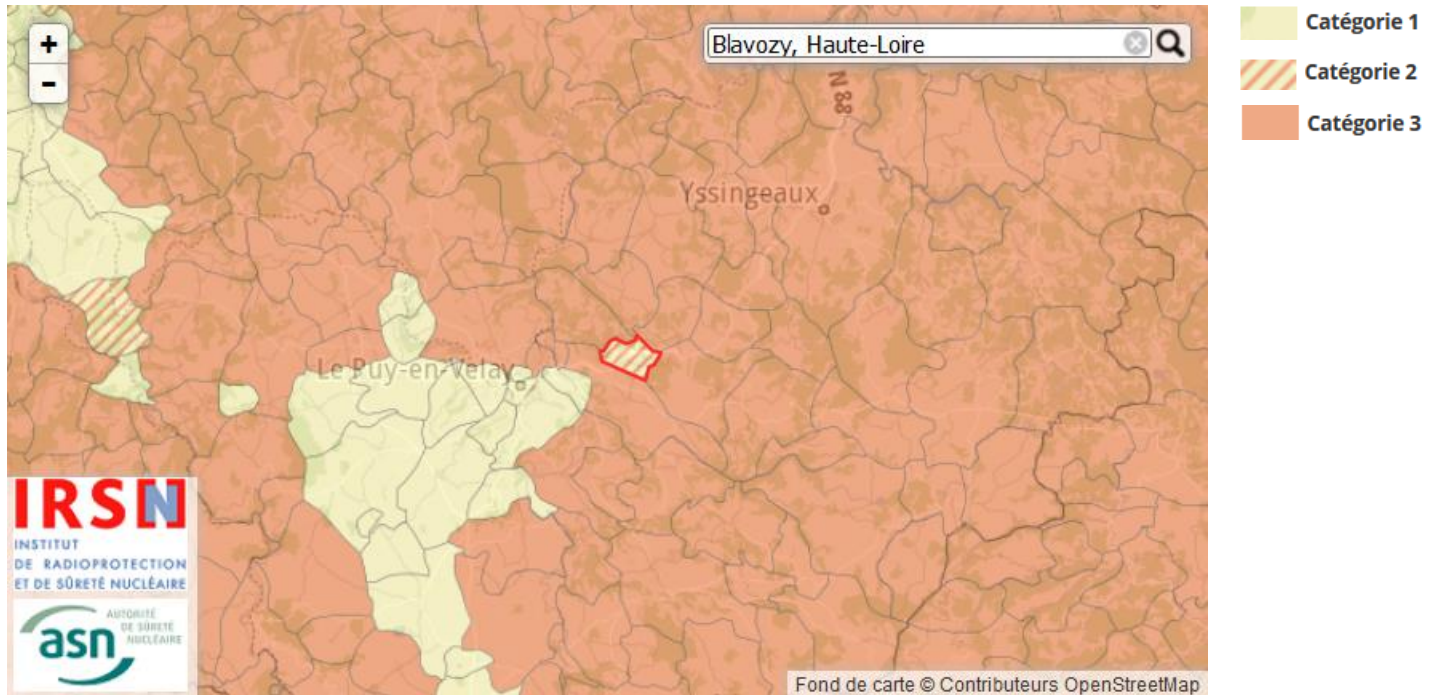 +
-
Blavozy, Haute-Loire
N 88
Yssingeaux
Le Puy-en-Velay
IRSN
INSTITUT
DE RADIOPROTECTION
ET DE SÛRETÉ NUCLÉAIRE
asn
AUTORITÉ
DE SÛRETÉ
NUCLÉAIRE
Fond de carte © Contributeurs OpenStreetMap
Catégorie 1
Catégorie 2
Catégorie 3